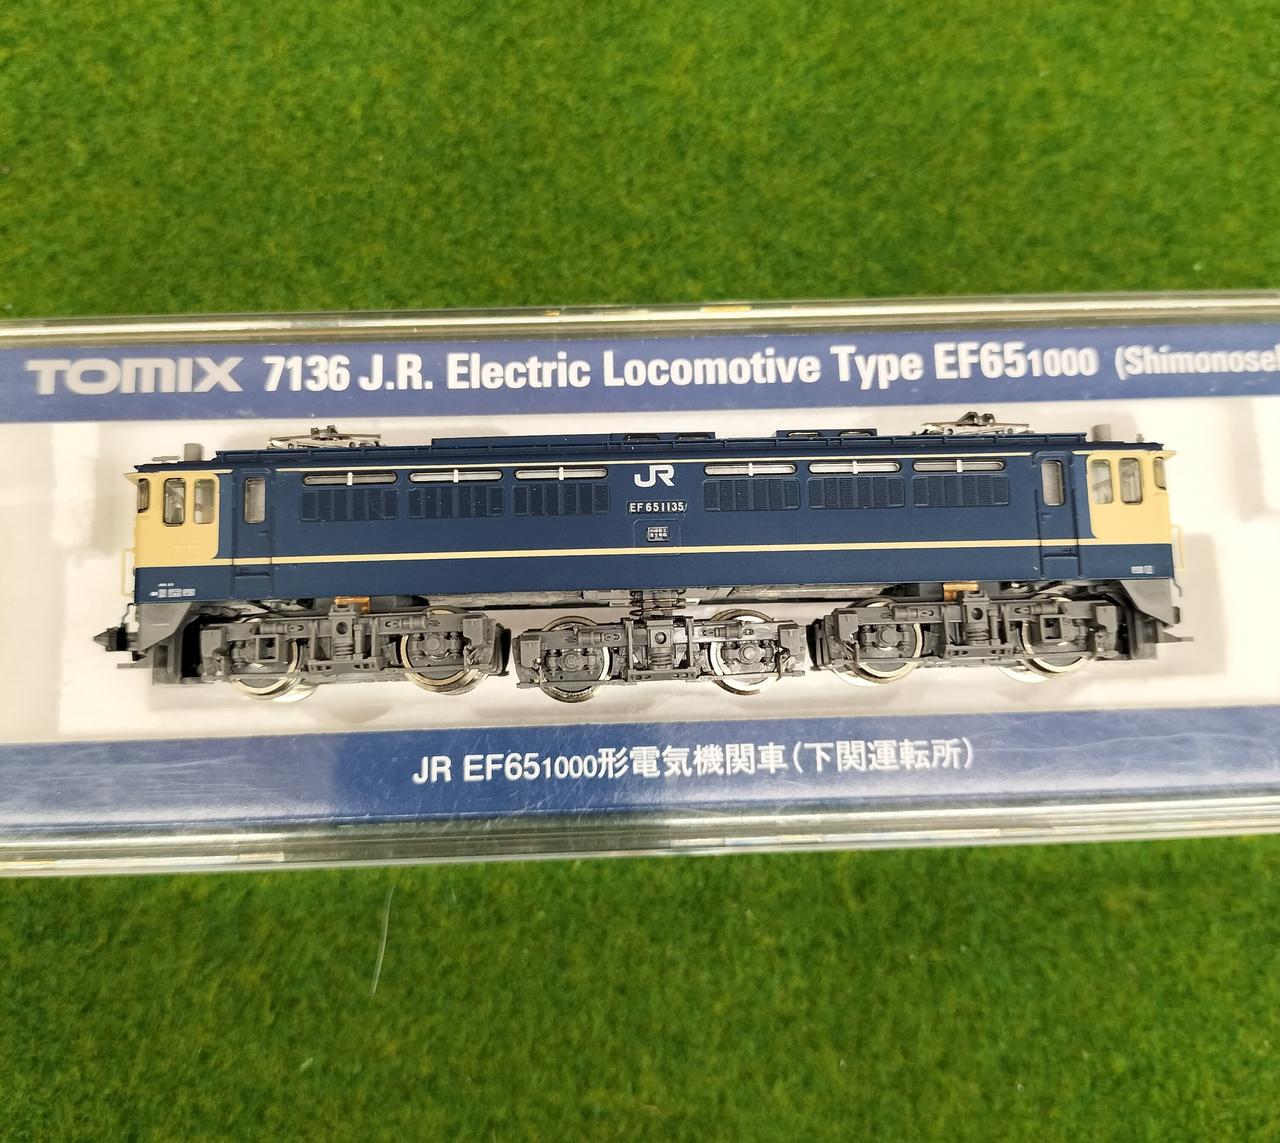 TOMIX 7136 J.R. Electric Locomotive Type EF651000 (Shimonosek
JR
EF651135
JR EF651000形電気機関車(下関運転所)